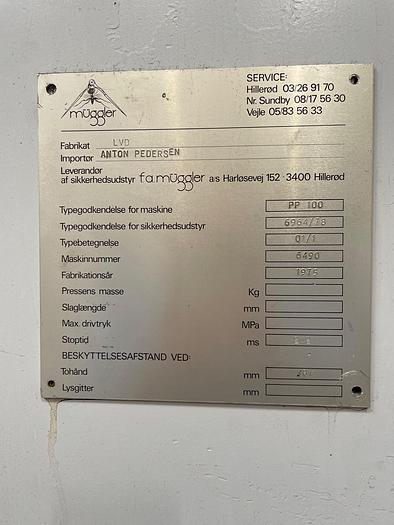 müggler
SERVICE:
Hillerød 03/26 91 70
Nr. Sundby 08/17 56 30
Vejle 05/83 56 33
Fabrikat LVD
Importør ANTON PEDERSEN
Leverandør
af sikkerhedsudstyr f.a. müggler a/s Harløsevej 152 · 3400 Hillerød
Typegodkendelse for maskine PP 100
Typegodkendelse for sikkerhedsudstyr 6964/78
Typebetegnelse 01/1
Maskinnummer 6490
Fabrikationsår 1975
Pressens masse Kg
Slaglængde mm
Max. drivtryk MPa
Stoptid ms
BESKYTTELSESAFSTAND VED:
Tohånd mm
Lysgitter mm